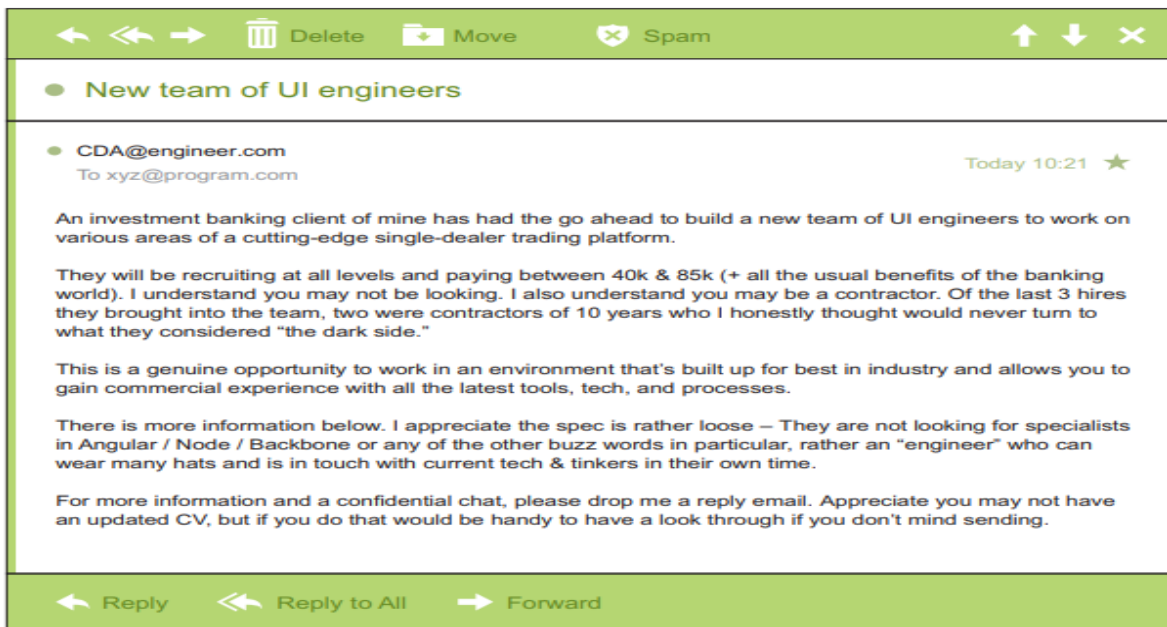 Delete Move Spam
New team of UI engineers
CDA@engineer.com
Today 10:21
To xyz@program.com
An investment banking client of mine has had the go ahead to build a new team of UI engineers to work on
various areas of a cutting-edge single-dealer trading platform.
They will be recruiting at all levels and paying between 40k & 85k (+ all the usual benefits of the banking
world). I understand you may not be looking. I also understand you may be a contractor. Of the last 3 hires
they brought into the team, two were contractors of 10 years who I honestly thought would never turn to
what they considered “the dark side.”
This is a genuine opportunity to work in an environment that’s built up for best in industry and allows you to
gain commercial experience with all the latest tools, tech, and processes.
There is more information below. I appreciate the spec is rather loose – They are not looking for specialists
in Angular / Node / Backbone or any of the other buzz words in particular, rather an “engineer” who can
wear many hats and is in touch with current tech & tinkers in their own time.
For more information and a confidential chat, please drop me a reply email. Appreciate you may not have
an updated CV, but if you do that would be handy to have a look through if you don’t mind sending.
Reply Reply to All Forward